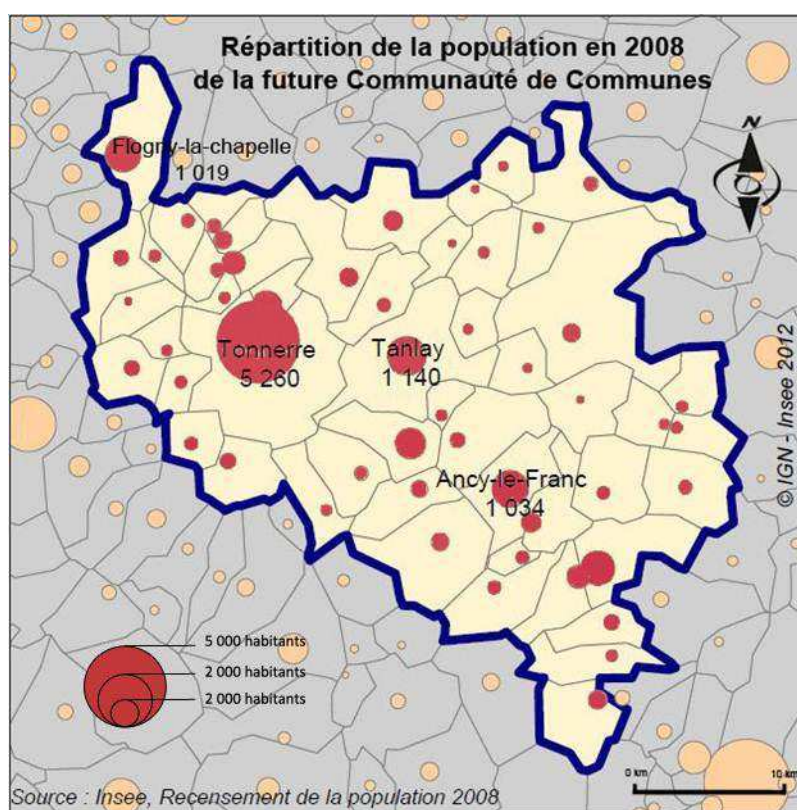 Répartition de la population en 2008
de la future Communauté de Communes
N
Flogny-la-chapelle
1 019
Tonnerre
5 260
Tanlay
1 140
Ancy-le-Franc
1 034
© IGN - Insee 2012
5 000 habitants
2 000 habitants
2 000 habitants
0 km
10 km
Source : Insee, Recensement de la population 2008